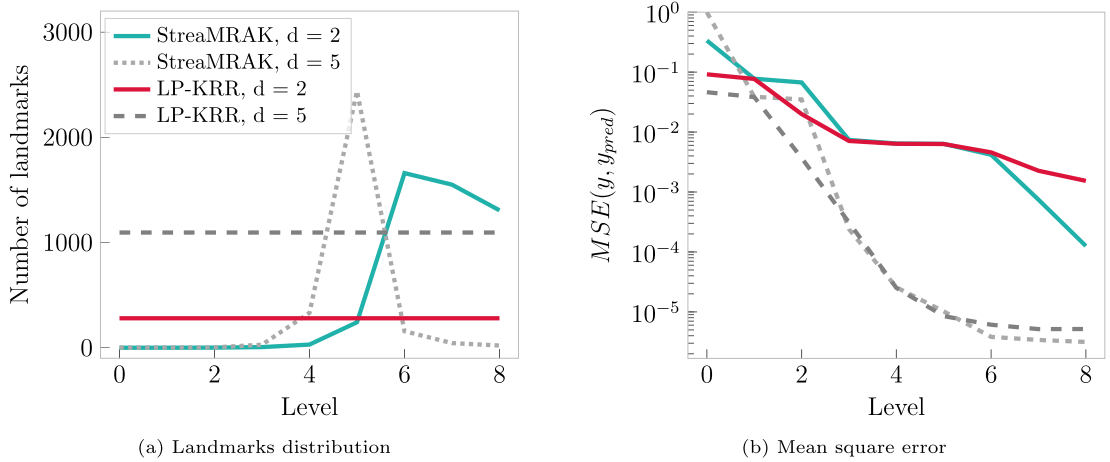 3000
2000
1000
0
Number of landmarks
StreaMRAK, d = 2
StreaMRAK, d = 5
LP-KRR, d = 2
LP-KRR, d = 5
0 2 4 6 8
Level
(a) Landmarks distribution
10^0
10^{-1}
10^{-2}
10^{-3}
10^{-4}
10^{-5}
MSE(y, y_{pred})
0 2 4 6 8
Level
(b) Mean square error